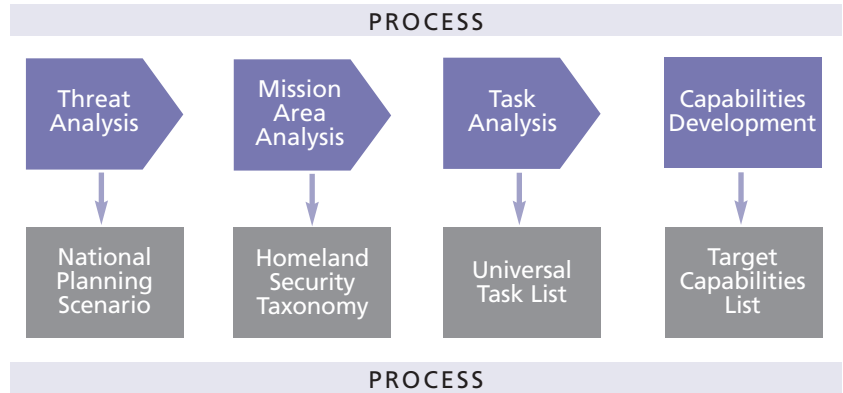 PROCESS
Threat
Analysis
Mission
Area
Analysis
Task
Analysis
Capabilities
Development
National
Planning
Scenario
Homeland
Security
Taxonomy
Universal
Task List
Target
Capabilities
List
PROCESS